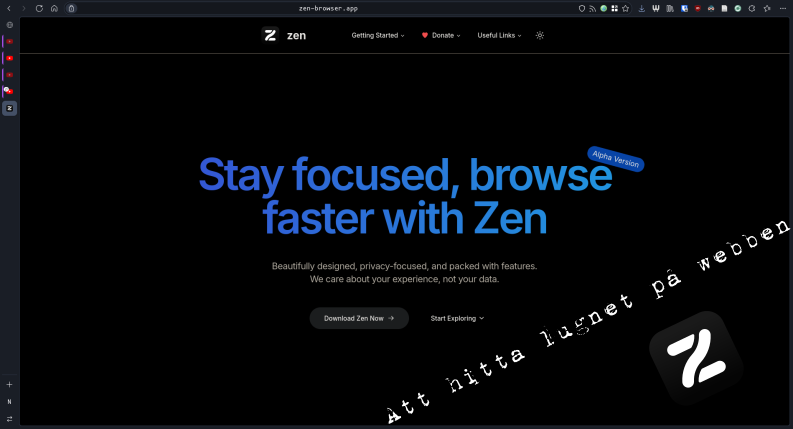 zen-browser.app
zen
Getting Started
Donate
Useful Links
Alpha Version
Stay focused, browse
faster with Zen
Beautifully designed, privacy-focused, and packed with features.
We care about your experience, not your data.
Download Zen Now →
Start Exploring
Att hitta lugnet på webben
N